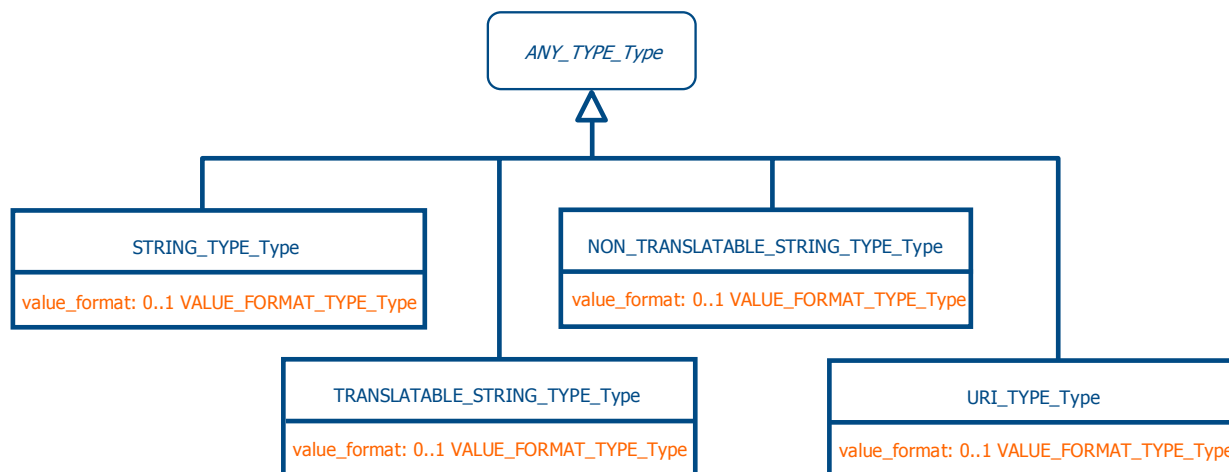 ANY_TYPE_Type
STRING_TYPE_Type
value_format: 0..1 VALUE_FORMAT_TYPE_Type
NON_TRANSLATABLE_STRING_TYPE_Type
value_format: 0..1 VALUE_FORMAT_TYPE_Type
TRANSLATABLE_STRING_TYPE_Type
value_format: 0..1 VALUE_FORMAT_TYPE_Type
URI_TYPE_Type
value_format: 0..1 VALUE_FORMAT_TYPE_Type